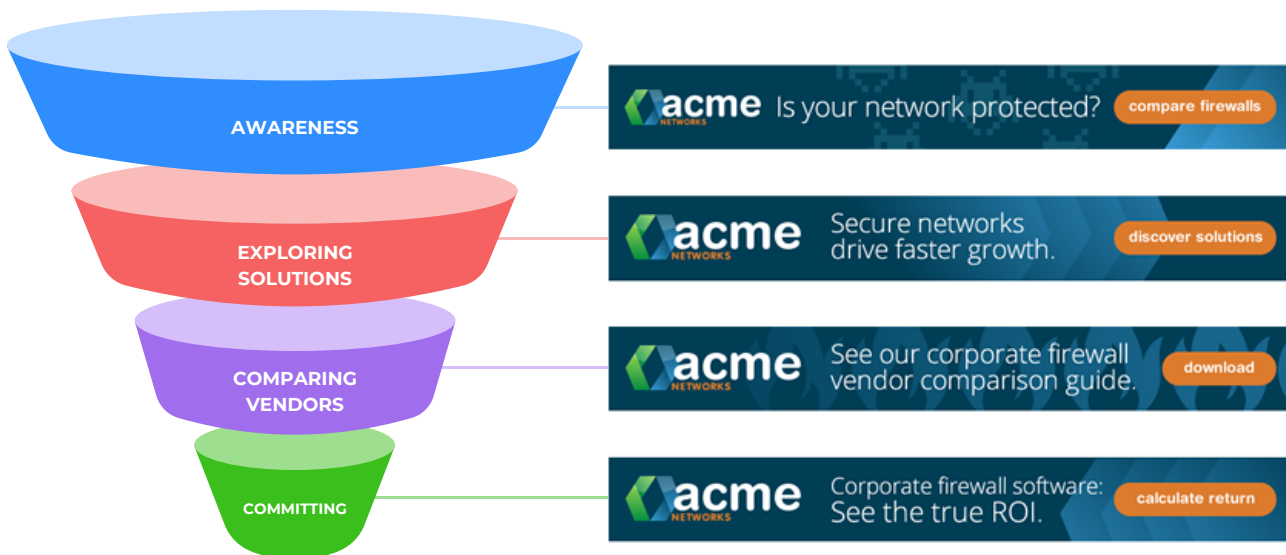 AWARENESS
acme
NETWORKS
Is your network protected?
compare firewalls
EXPLORING
SOLUTIONS
acme
NETWORKS
Secure networks
drive faster growth.
discover solutions
COMPARING
VENDORS
acme
NETWORKS
See our corporate firewall
vendor comparison guide.
download
COMMITTING
acme
NETWORKS
Corporate firewall software:
See the true ROI.
calculate return